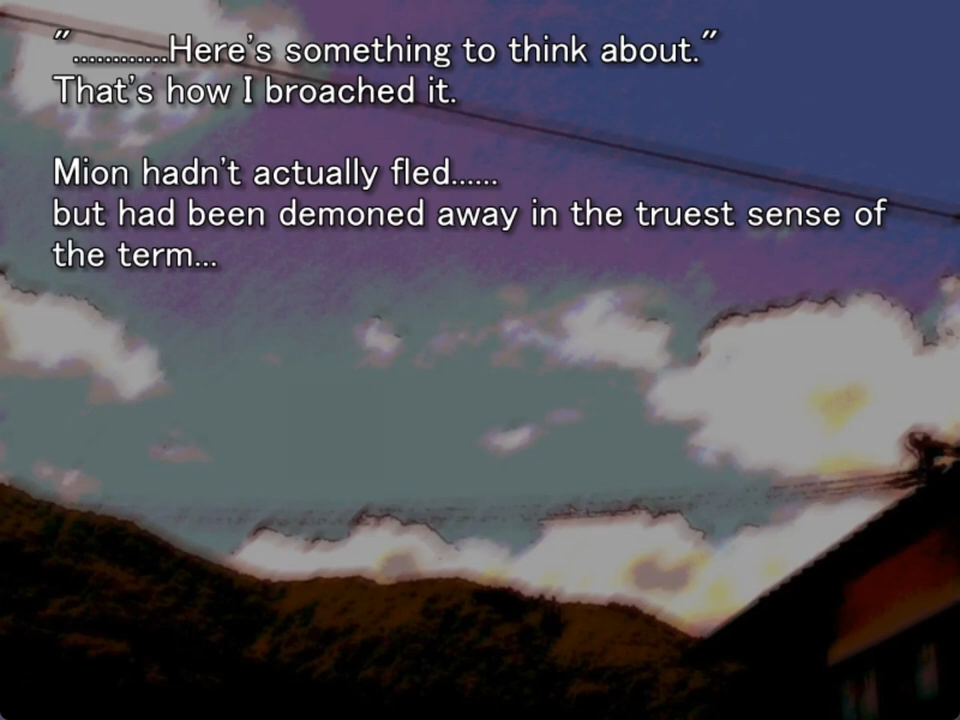 "............Here's something to think about."
That's how I broached it.
Mion hadn't actually fled......
but had been demoned away in the truest sense of
the term...